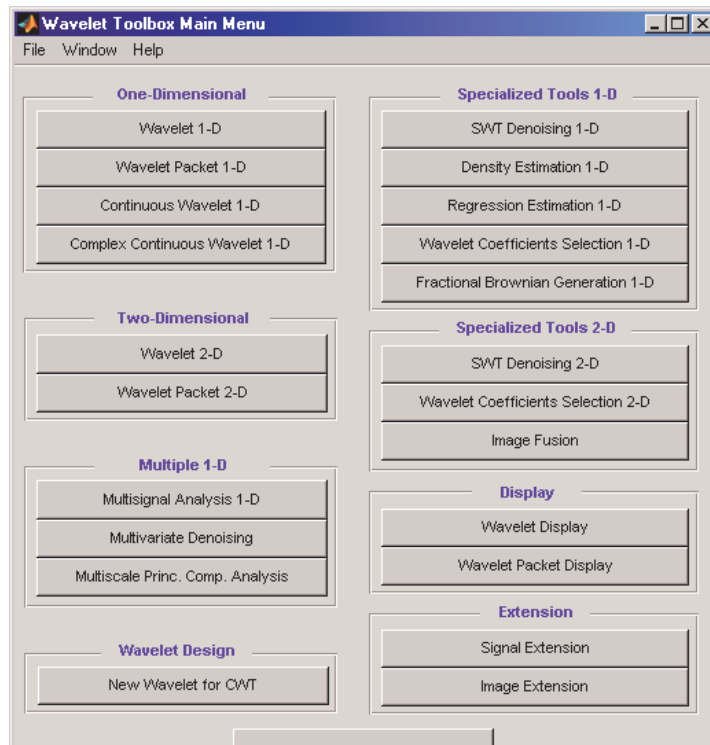 Wavelet Toolbox Main Menu
File Window Help
One-Dimensional
Wavelet 1-D
Wavelet Packet 1-D
Continuous Wavelet 1-D
Complex Continuous Wavelet 1-D
Two-Dimensional
Wavelet 2-D
Wavelet Packet 2-D
Multiple 1-D
Multisignal Analysis 1-D
Multivariate Denoising
Multiscale Princ. Comp. Analysis
Wavelet Design
New Wavelet for CWT
Specialized Tools 1-D
SWT Denoising 1-D
Density Estimation 1-D
Regression Estimation 1-D
Wavelet Coefficients Selection 1-D
Fractional Brownian Generation 1-D
Specialized Tools 2-D
SWT Denoising 2-D
Wavelet Coefficients Selection 2-D
Image Fusion
Display
Wavelet Display
Wavelet Packet Display
Extension
Signal Extension
Image Extension